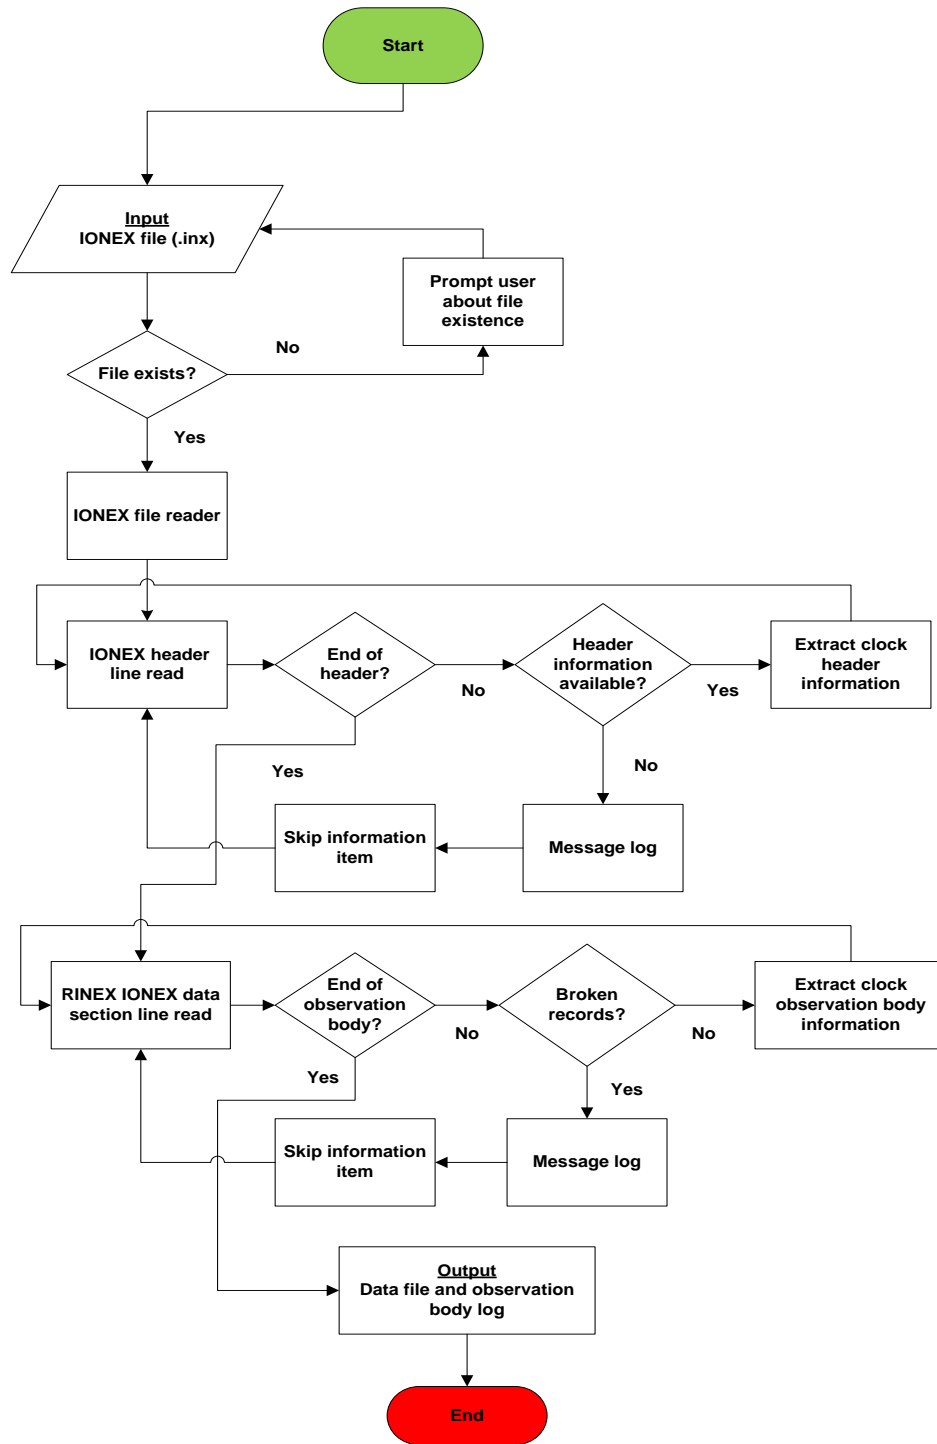 Start
Input
IONEX file (.inx)
Prompt user
about file
existence
No
File exists?
Yes
IONEX file reader
IONEX header
line read
End of
header?
No
Header
information
available?
Yes
Extract clock
header
information
Yes
No
Skip information
item
Message log
RINEX IONEX data
section line read
End of
observation
body?
No
Broken
records?
No
Extract clock
observation body
information
Yes
Yes
Skip information
item
Message log
Output
Data file and observation
body log
End